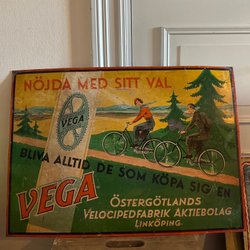 NÖJDA MED SITT VAL
VEGA
BLIVA ALLTID DE SOM KÖPA SIG EN
VEGA
ÖSTERGÖTLANDS
VELOCIPEDFABRIK AKTIEBOLAG
LINKÖPING.